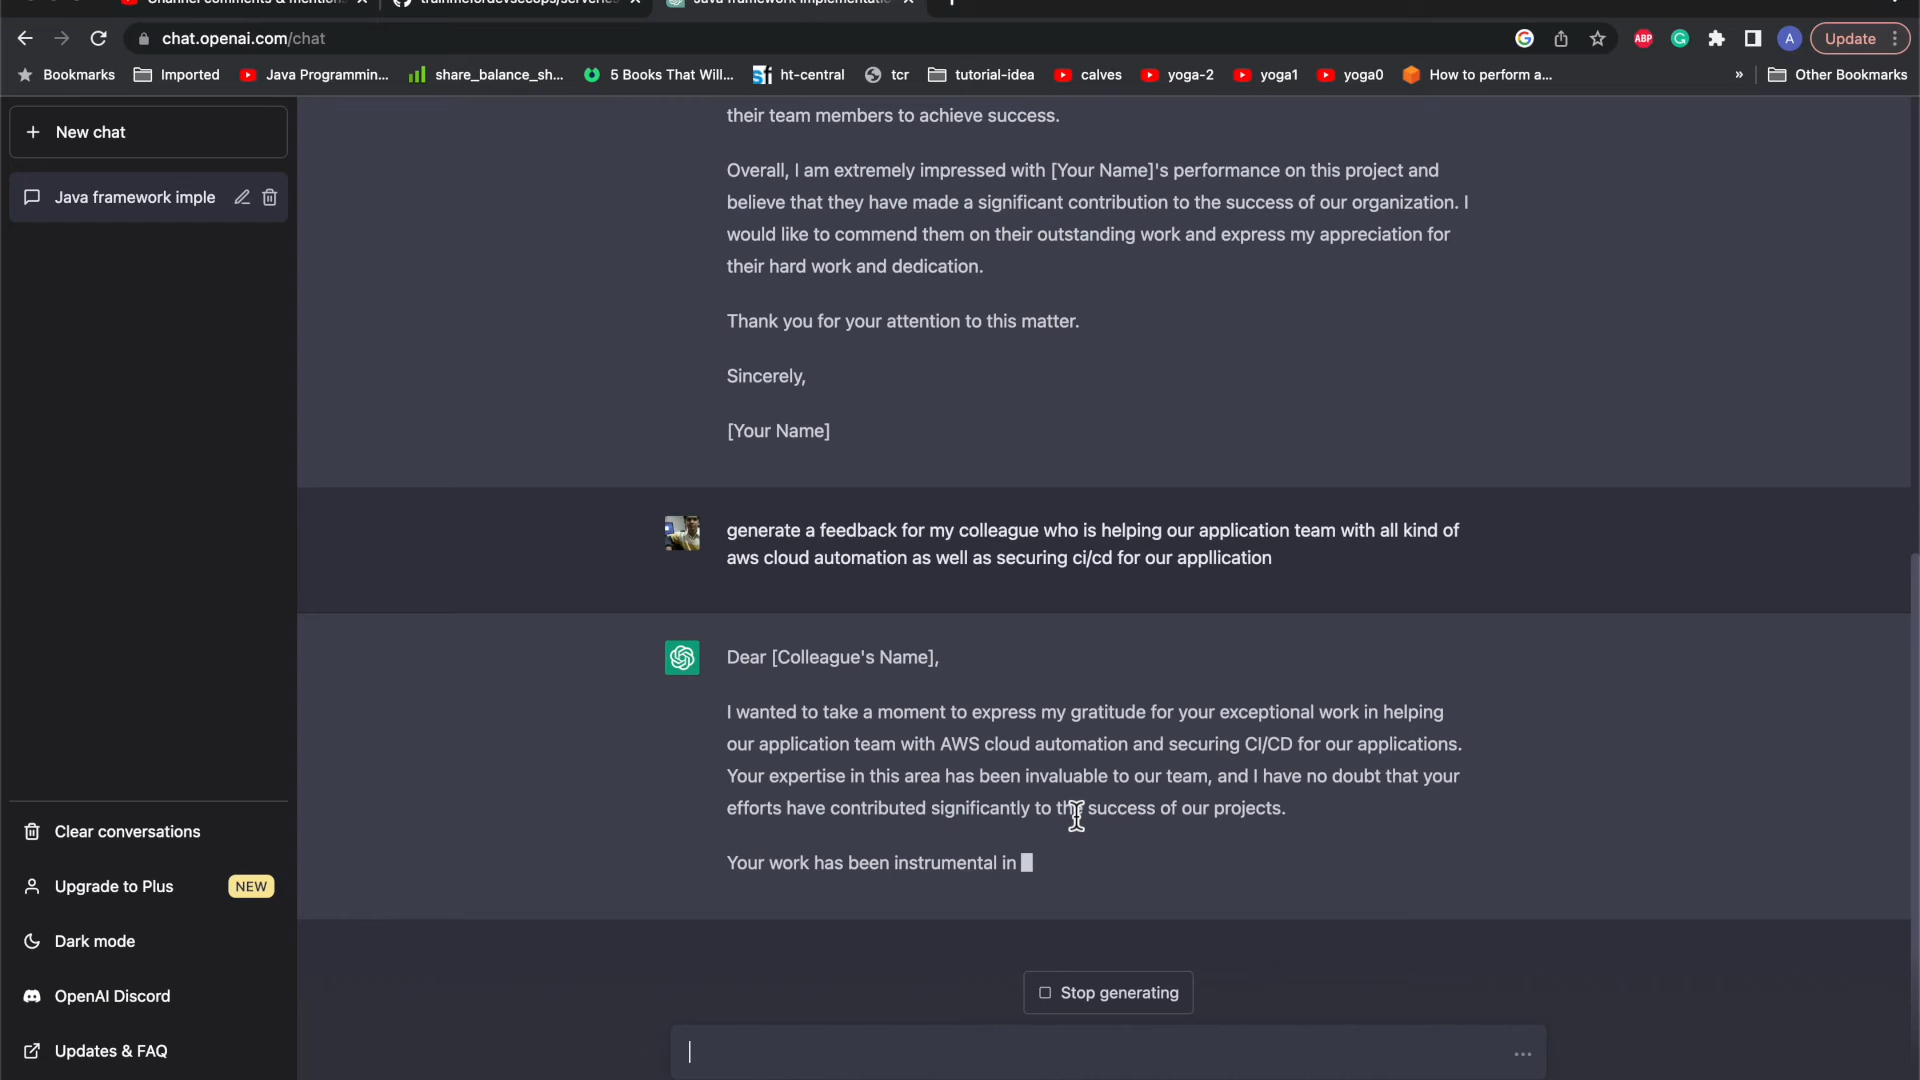 Channel comments & mentions
trainmefordevsecops/serverles
Java framework implementatio
chat.openai.com/chat
ABP
A
Update
Bookmarks
Imported
Java Programmin...
share_balance_sh...
5 Books That Will...
ht-central
tcr
tutorial-idea
calves
yoga-2
yoga1
yoga0
How to perform a...
»
Other Bookmarks
New chat
Java framework imple
Clear conversations
Upgrade to Plus
NEW
Dark mode
OpenAI Discord
Updates & FAQ
their team members to achieve success.
Overall, I am extremely impressed with [Your Name]'s performance on this project and
believe that they have made a significant contribution to the success of our organization. I
would like to commend them on their outstanding work and express my appreciation for
their hard work and dedication.
Thank you for your attention to this matter.
Sincerely,
[Your Name]
generate a feedback for my colleague who is helping our application team with all kind of
aws cloud automation as well as securing ci/cd for our appllication
Dear [Colleague's Name],
I wanted to take a moment to express my gratitude for your exceptional work in helping
our application team with AWS cloud automation and securing CI/CD for our applications.
Your expertise in this area has been invaluable to our team, and I have no doubt that your
efforts have contributed significantly to the success of our projects.
Your work has been instrumental in
Stop generating